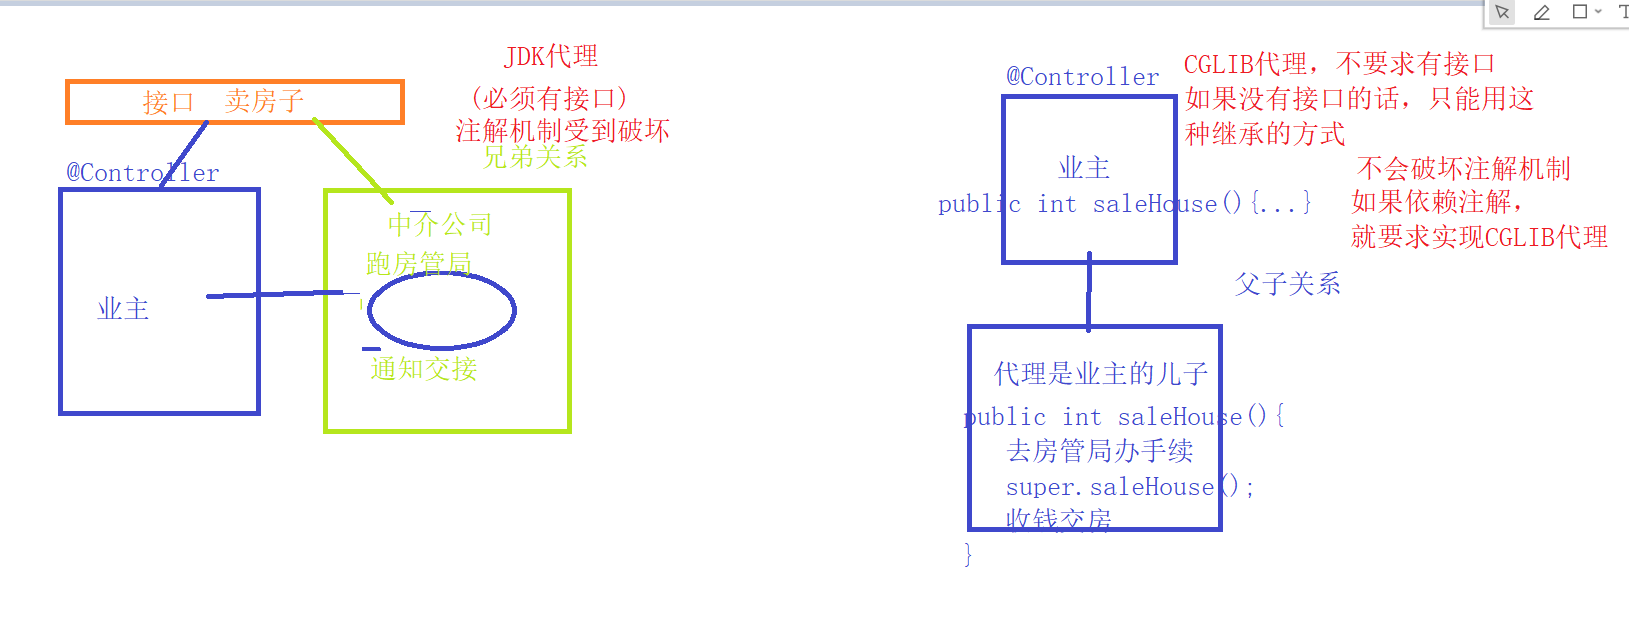 JDK代理
(必须有接口)
注解机制受到破坏
兄弟关系
接口 卖房子
@Controller
业主
中介公司
跑房管局
通知交接
@Controller
CGLIB代理，不要求有接口
如果没有接口的话，只能用这
种继承的方式
业主
public int saleHouse(){...}
不会破坏注解机制
如果依赖注解，
就要求实现CGLIB代理
父子关系
代理是业主的儿子
public int saleHouse(){
去房管局办手续
super.saleHouse();
收钱交房
}